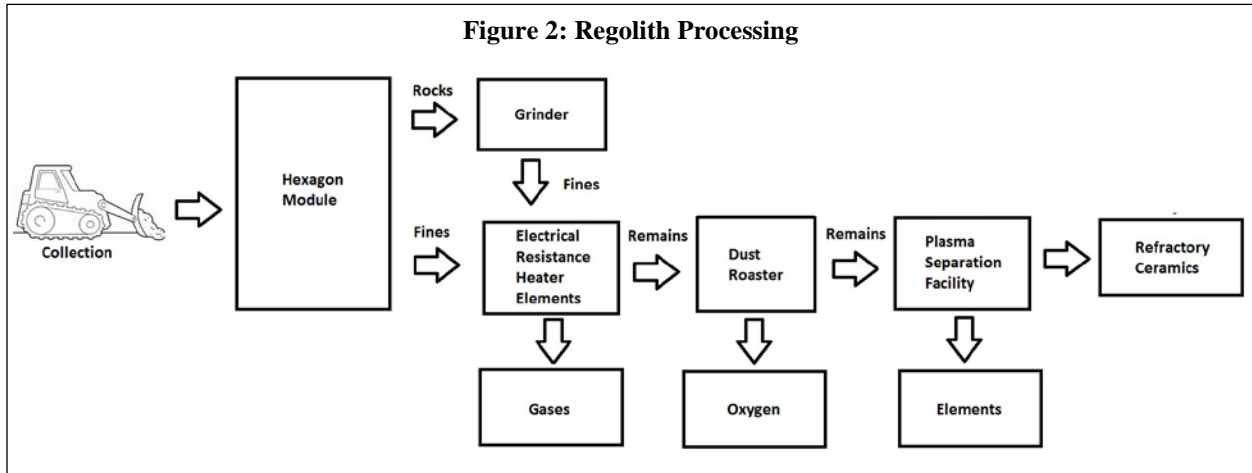 Figure 2: Regolith Processing
Rocks
Grinder
Hexagon
Module
Fines
Collection
Fines
Electrical
Resistance
Heater
Elements
Remains
Dust
Roaster
Remains
Plasma
Separation
Facility
Refractory
Ceramics
Gases
Oxygen
Elements